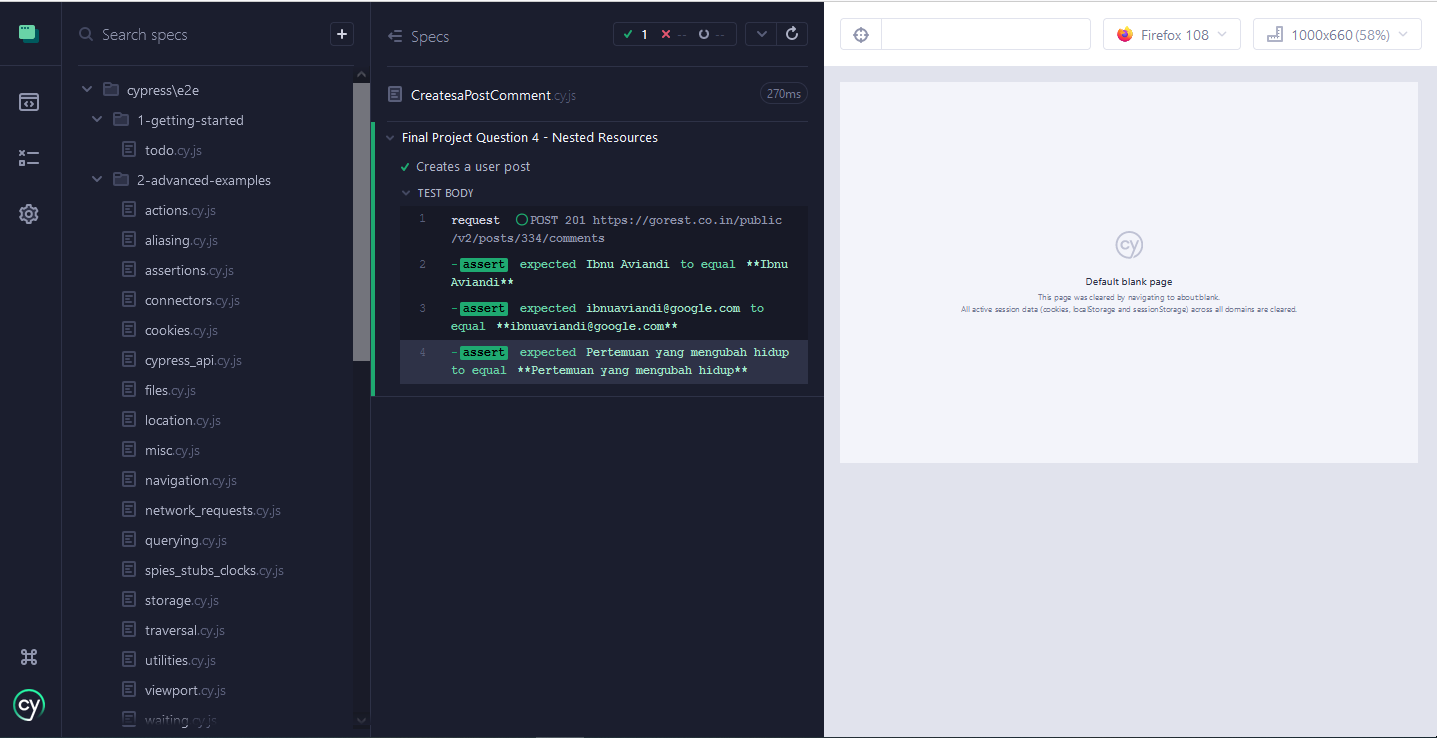 Search specs
+
cypress\e2e
1-getting-started
todo.cy.js
2-advanced-examples
actions.cy.js
aliasing.cy.js
assertions.cy.js
connectors.cy.js
cookies.cy.js
cypress_api.cy.js
files.cy.js
location.cy.js
misc.cy.js
navigation.cy.js
network_requests.cy.js
querying.cy.js
spies_stubs_clocks.cy.js
storage.cy.js
traversal.cy.js
utilities.cy.js
viewport.cy.js
waiting.cy.js
cy
Specs
1 -- --
CreatesaPostComment.cy.js 270ms
Final Project Question 4 - Nested Resources
Creates a user post
TEST BODY
1 request POST 201 https://gorest.co.in/public
/v2/posts/334/comments
2 -assert expected Ibnu Aviandi to equal **Ibnu
Aviandi**
3 -assert expected ibnuaviandi@google.com to
equal **ibnuaviandi@google.com**
4 -assert expected Pertemuan yang mengubah hidup
to equal **Pertemuan yang mengubah hidup**
Firefox 108
1000x660 (58%)
cy
Default blank page
This page was cleared by navigating to about:blank.
All active session data (cookies, localStorage and sessionStorage) across all domains are cleared.